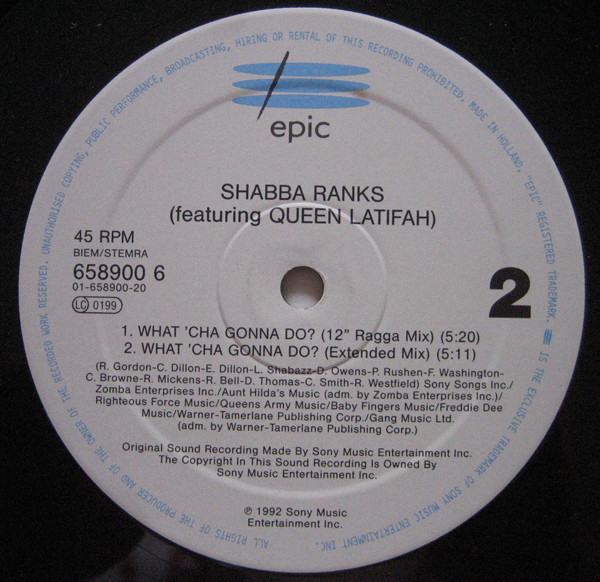 epic
SHABBA RANKS
(featuring QUEEN LATIFAH)
45 RPM
BIEM/STEMRA
658900 6
01-658900-20
LC 0199
2
1. WHAT 'CHA GONNA DO? (12" Ragga Mix) (5:20)
2. WHAT 'CHA GONNA DO? (Extended Mix) (5:11)
(R. Gordon-C. Dillon-E. Dillon-L. Shabazz-D. Owens-P. Rushen-F. Washington-
C. Browne-R. Mickens-R. Bell-D. Thomas-C. Smith-R. Westfield) Sony Songs Inc./
Zomba Enterprises Inc./Aunt Hilda's Music (adm. by Zomba Enterprises Inc.)/
Righteous Force Music/Queens Army Music/Baby Fingers Music/Freddie Dee
Music/Warner-Tamerlane Publishing Corp./Gang Music Ltd.
(adm. by Warner-Tamerlane Publishing Corp.)
Original Sound Recording Made By Sony Music Entertainment Inc.
The Copyright In This Sound Recording Is Owned By
Sony Music Entertainment Inc.
℗ 1992 Sony Music
Entertainment Inc.
ALL RIGHTS OF THE PRODUCER AND OF THE OWNER OF THE RECORDED WORK RESERVED. UNAUTHORISED COPYING, PUBLIC PERFORMANCE, BROADCASTING, HIRING OR RENTAL OF THIS RECORDING PROHIBITED. MADE IN HOLLAND. "EPIC" REGISTERED TRADEMARK. IS THE EXCLUSIVE TRADEMARK OF SONY MUSIC ENTERTAINMENT INC.